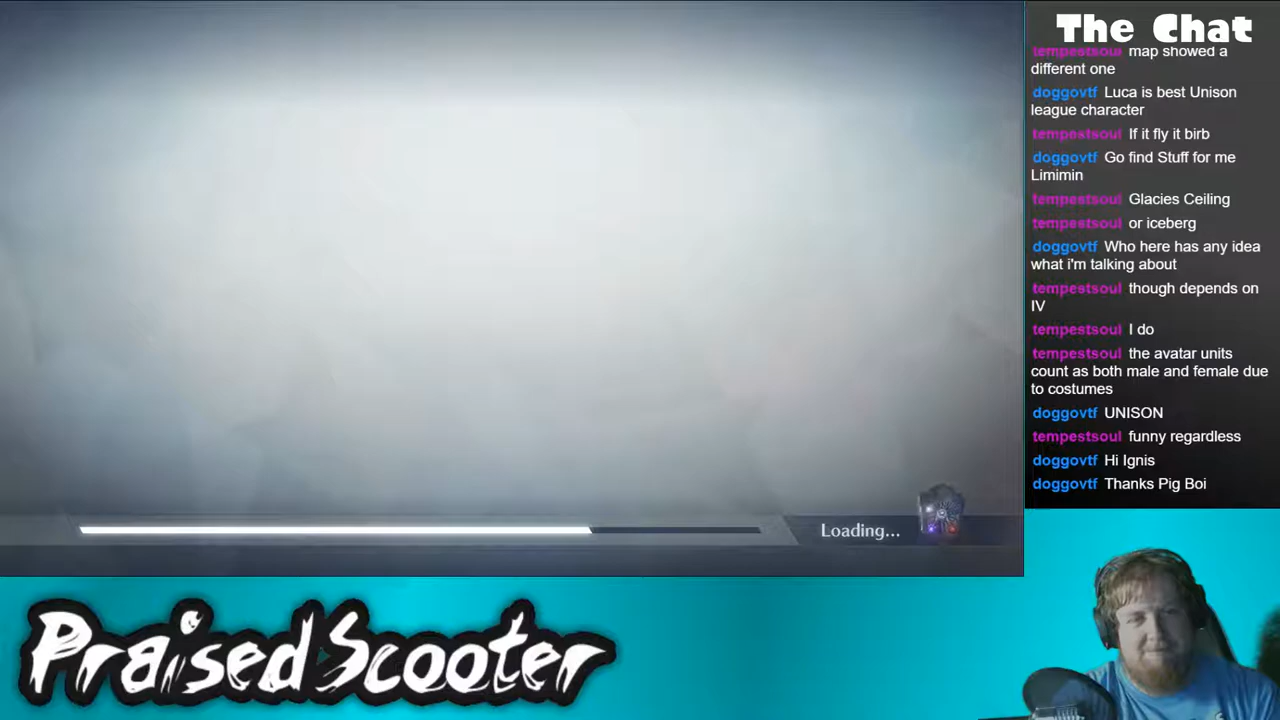 The Chat
tempestsoul map showed a
different one
doggovtf Luca is best Unison
league character
tempestsoul If it fly it birb
doggovtf Go find Stuff for me
Limimin
tempestsoul Glacies Ceiling
tempestsoul or iceberg
doggovtf Who here has any idea
what i'm talking about
tempestsoul though depends on
IV
tempestsoul I do
tempestsoul the avatar units
count as both male and female due
to costumes
doggovtf UNISON
tempestsoul funny regardless
doggovtf Hi Ignis
doggovtf Thanks Pig Boi
Loading...
PraisedScooter